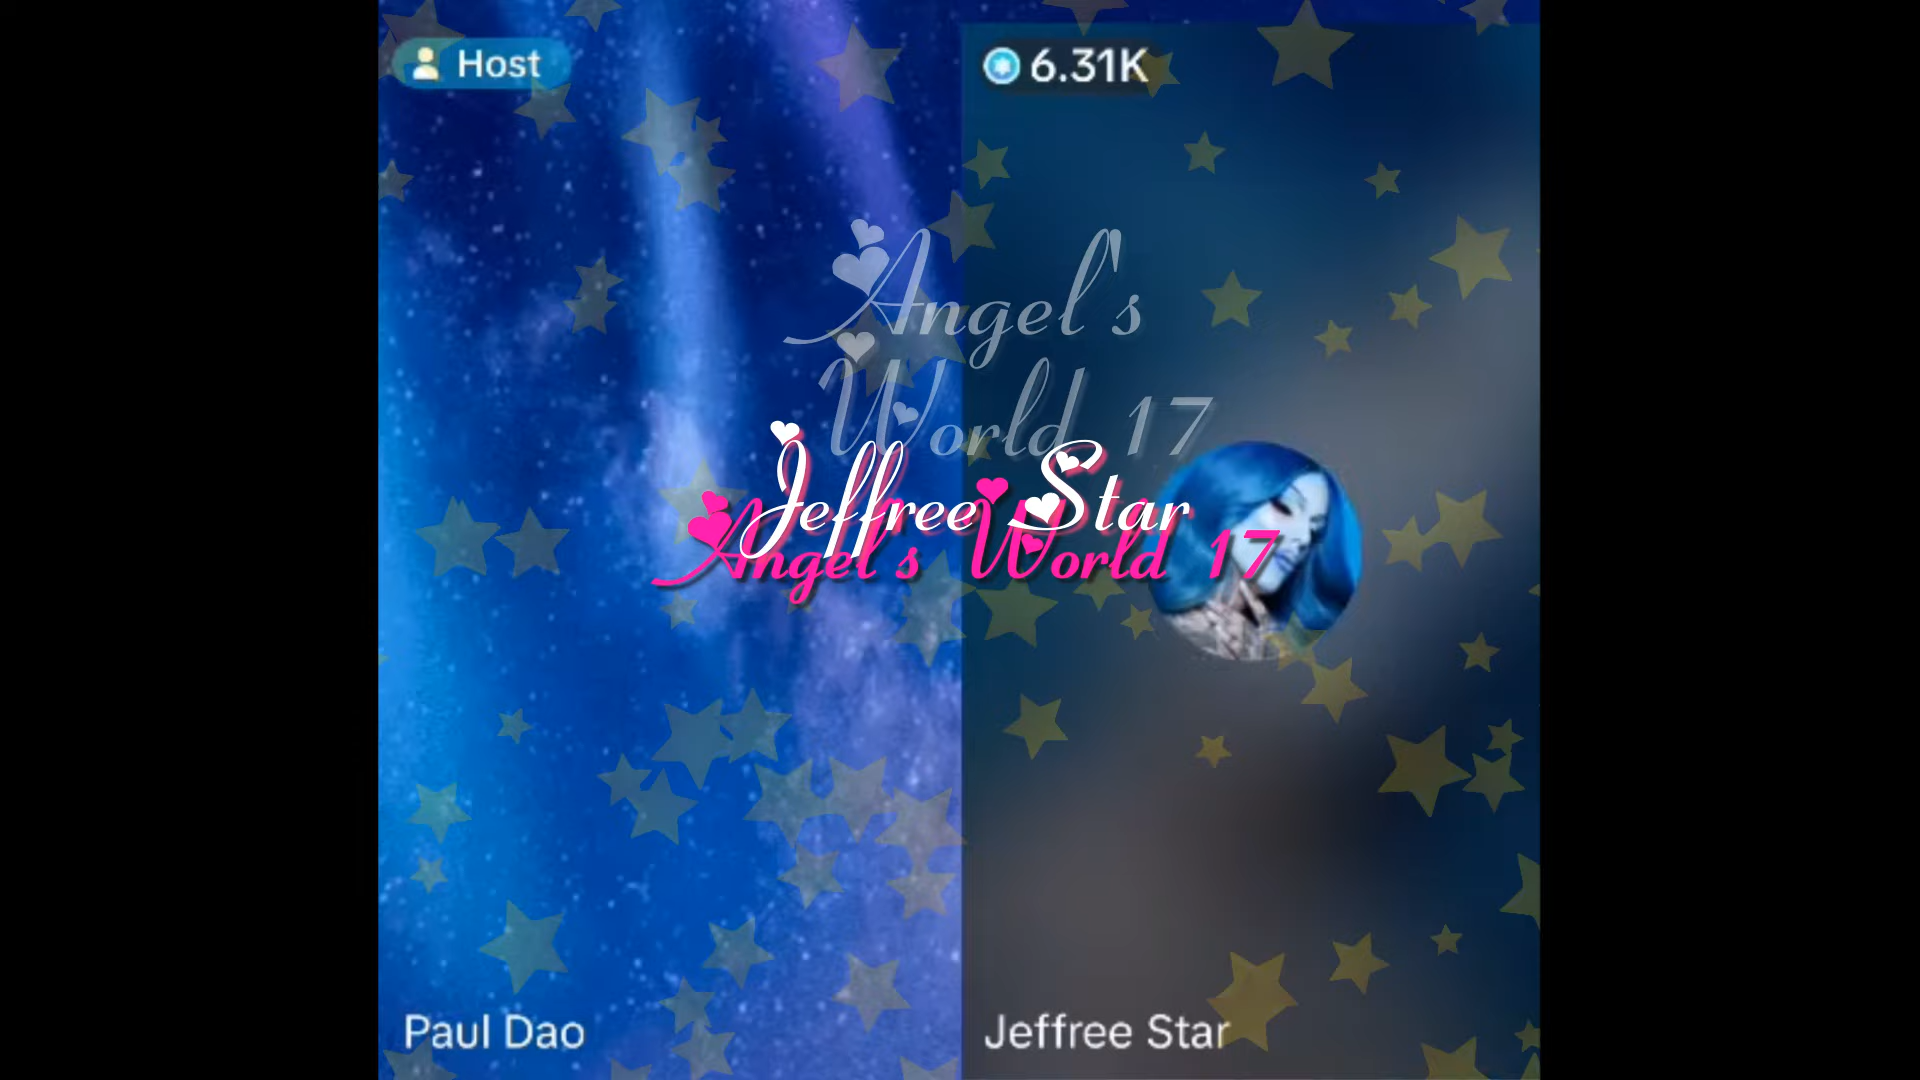 Host
6.31K
Angel's
World 17
Jeffree Star
Angel's World 17
Paul Dao
Jeffree Star